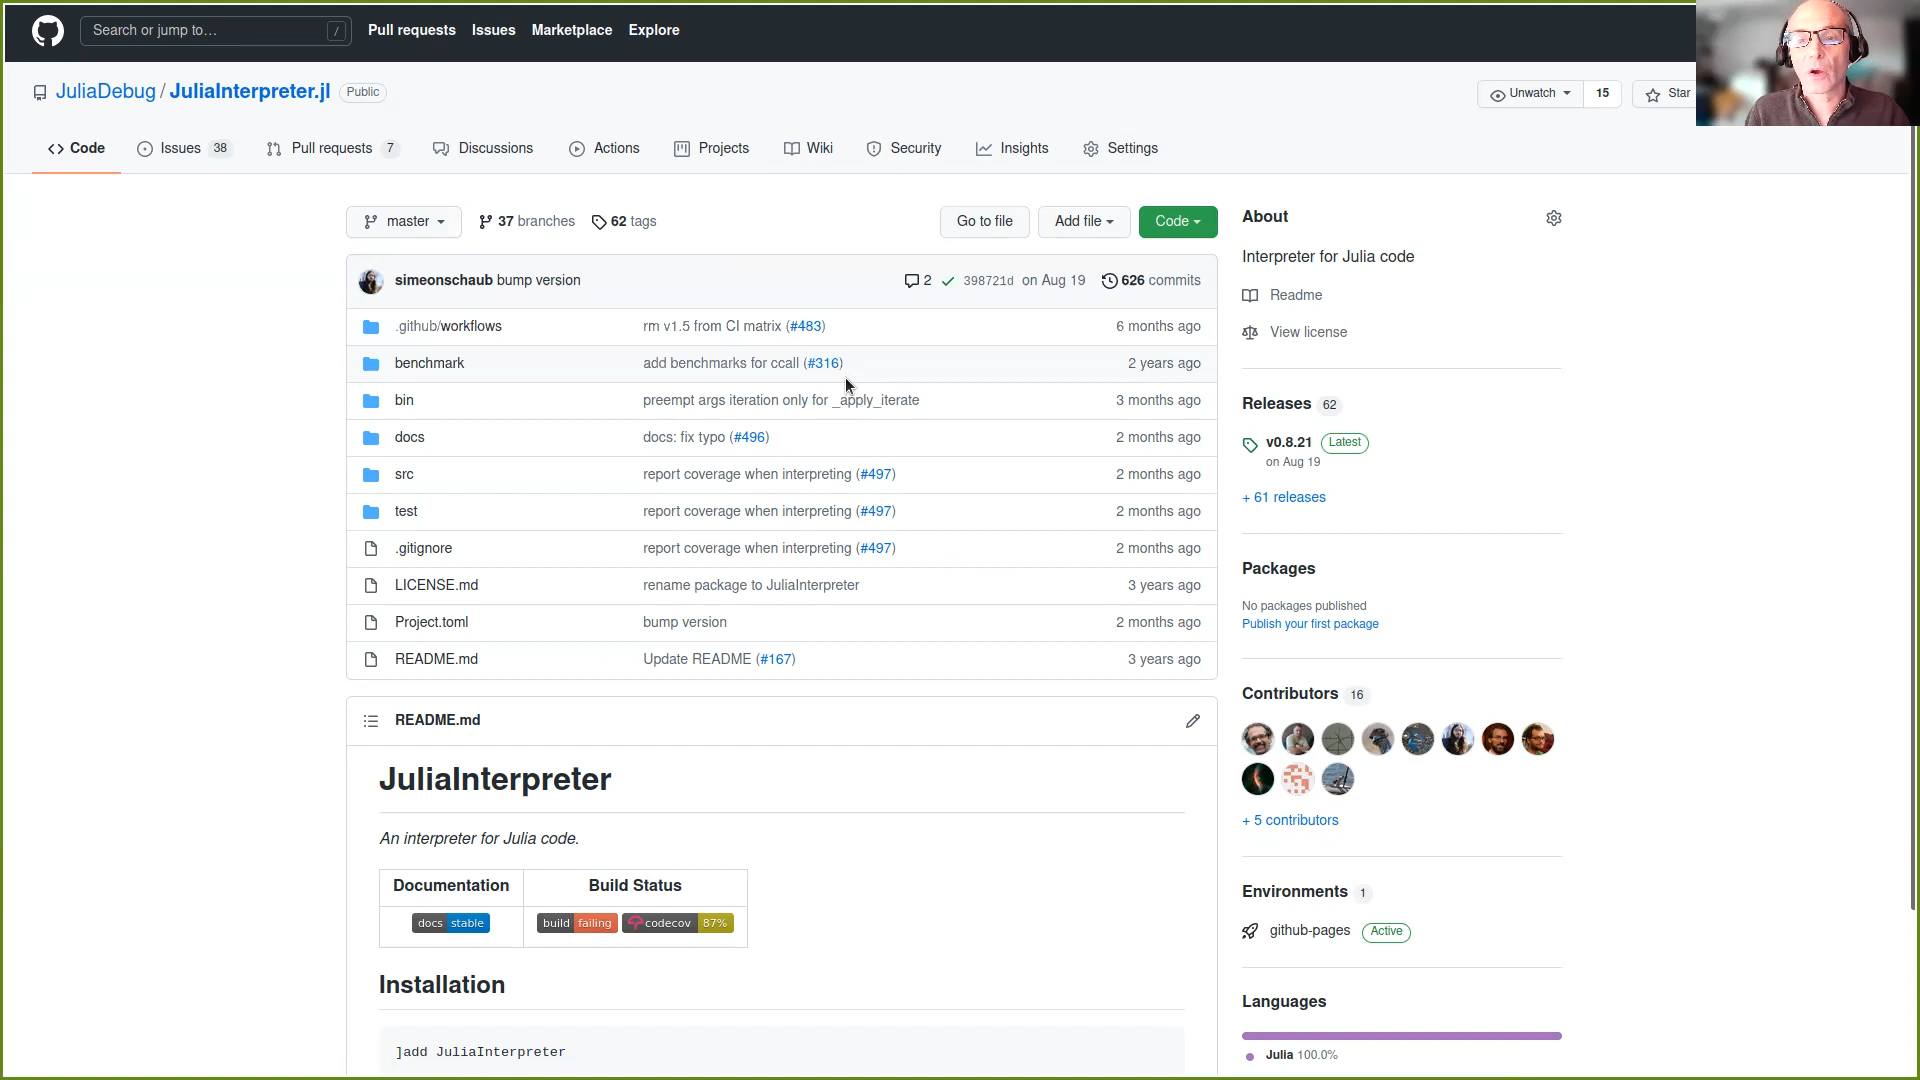 Search or jump to… /
Pull requests Issues Marketplace Explore
JuliaDebug / JuliaInterpreter.jl Public
Unwatch 15 Star
Code Issues 38 Pull requests 7 Discussions Actions Projects Wiki Security Insights Settings
master 37 branches 62 tags Go to file Add file Code
simeonschaub bump version 2 398721d on Aug 19 626 commits
.github/workflows rm v1.5 from CI matrix (#483) 6 months ago
benchmark add benchmarks for ccall (#316) 2 years ago
bin preempt args iteration only for _apply_iterate 3 months ago
docs docs: fix typo (#496) 2 months ago
src report coverage when interpreting (#497) 2 months ago
test report coverage when interpreting (#497) 2 months ago
.gitignore report coverage when interpreting (#497) 2 months ago
LICENSE.md rename package to JuliaInterpreter 3 years ago
Project.toml bump version 2 months ago
README.md Update README (#167) 3 years ago
README.md
JuliaInterpreter
An interpreter for Julia code.
Documentation Build Status
docs stable build failing codecov 87%
Installation
]add JuliaInterpreter
About
Interpreter for Julia code
Readme
View license
Releases 62
v0.8.21 Latest
on Aug 19
+ 61 releases
Packages
No packages published
Publish your first package
Contributors 16
+ 5 contributors
Environments 1
github-pages Active
Languages
Julia 100.0%